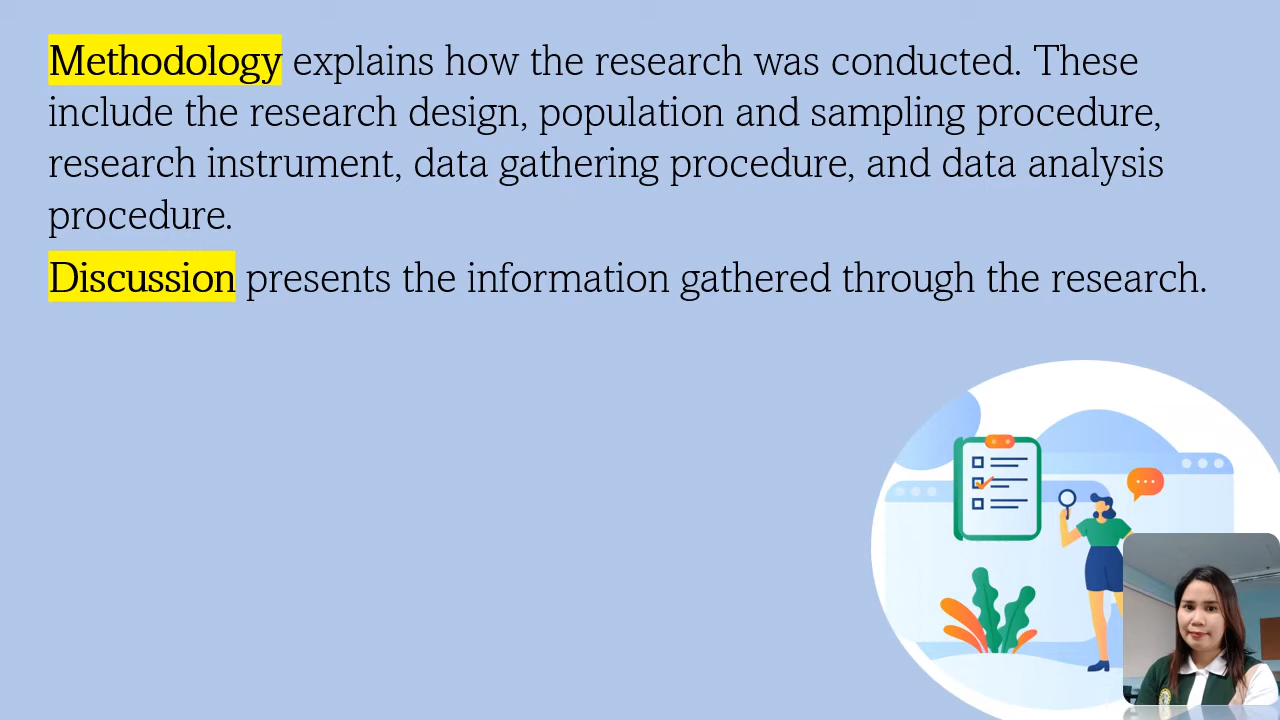 Methodology explains how the research was conducted. These
include the research design, population and sampling procedure,
research instrument, data gathering procedure, and data analysis
procedure.
Discussion presents the information gathered through the research.